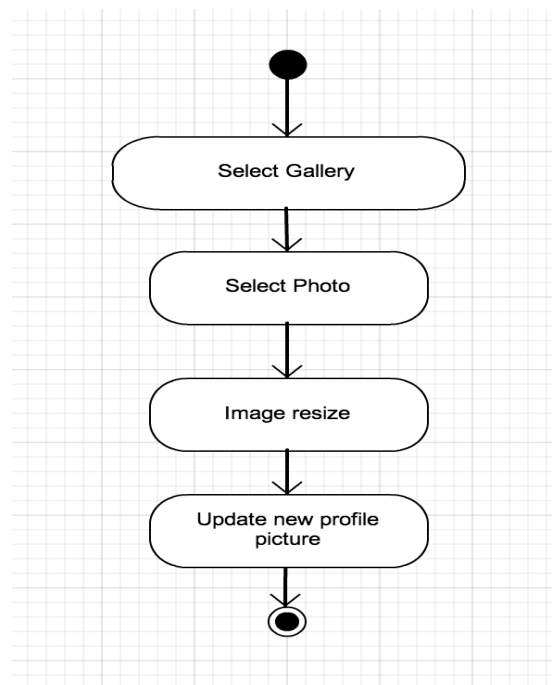 Select Gallery
Select Photo
Image resize
Update new profile
picture